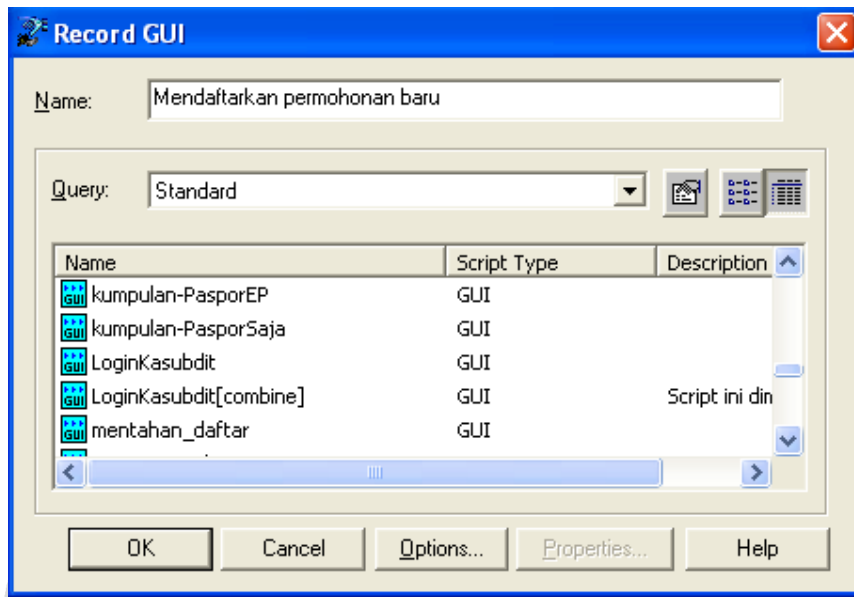 Record GUI
Name: Mendaftarkan permohonan baru
Query: Standard
Name Script Type Description
kumpulan-PasporEP GUI
kumpulan-PasporSaja GUI
LoginKasubdit GUI
LoginKasubdit[combine] GUI Script ini din
mentahan_daftar GUI
OK Cancel Options... Properties... Help